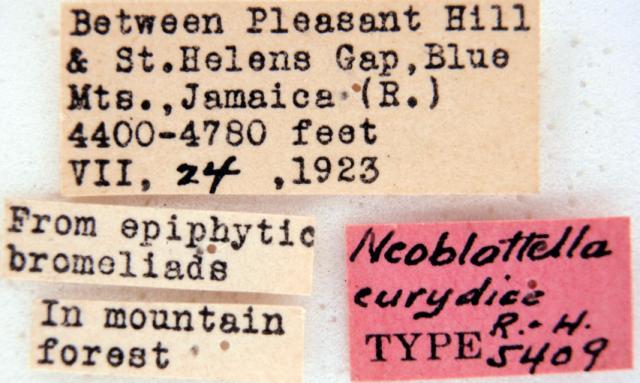 Between Pleasant Hill
& St.Helens Gap,Blue
Mts.,Jamaica (R.)
4400-4780 feet
VII, 24 ,1923
From epiphytic
bromeliads
In mountain
forest
Neoblattella
eurydice
R.-H.
TYPE 5409